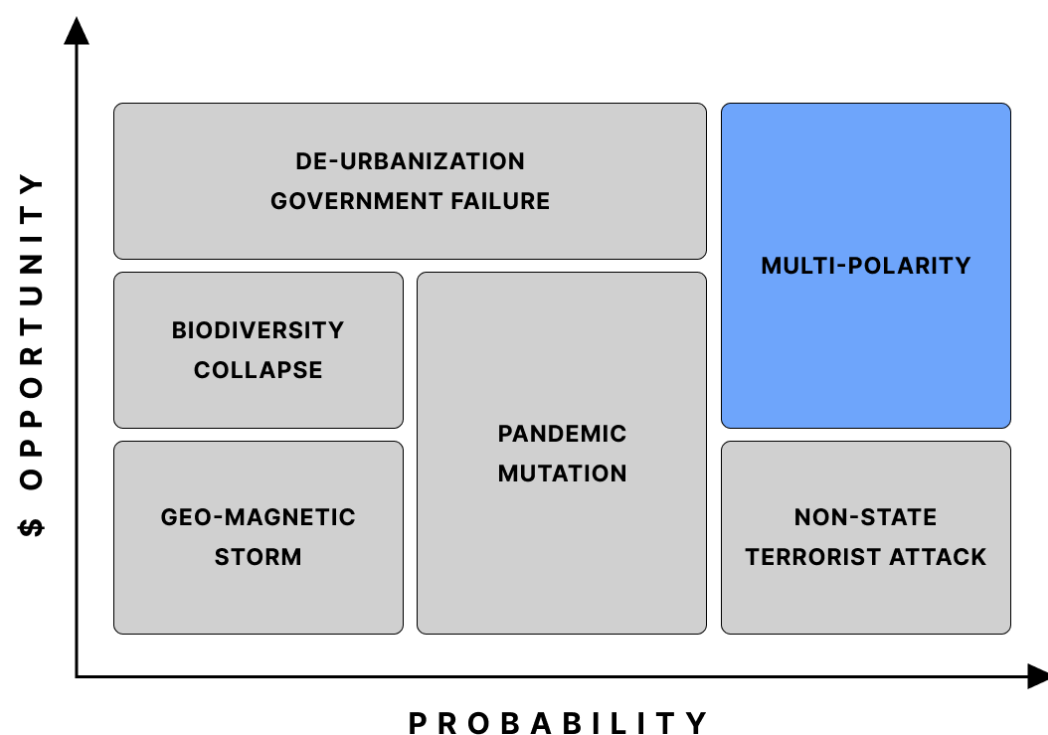 $ OPPORTUNITY
DE-URBANIZATION
GOVERNMENT FAILURE
MULTI-POLARITY
BIODIVERSITY
COLLAPSE
PANDEMIC
MUTATION
GEO-MAGNETIC
STORM
NON-STATE
TERRORIST ATTACK
PROBABILITY